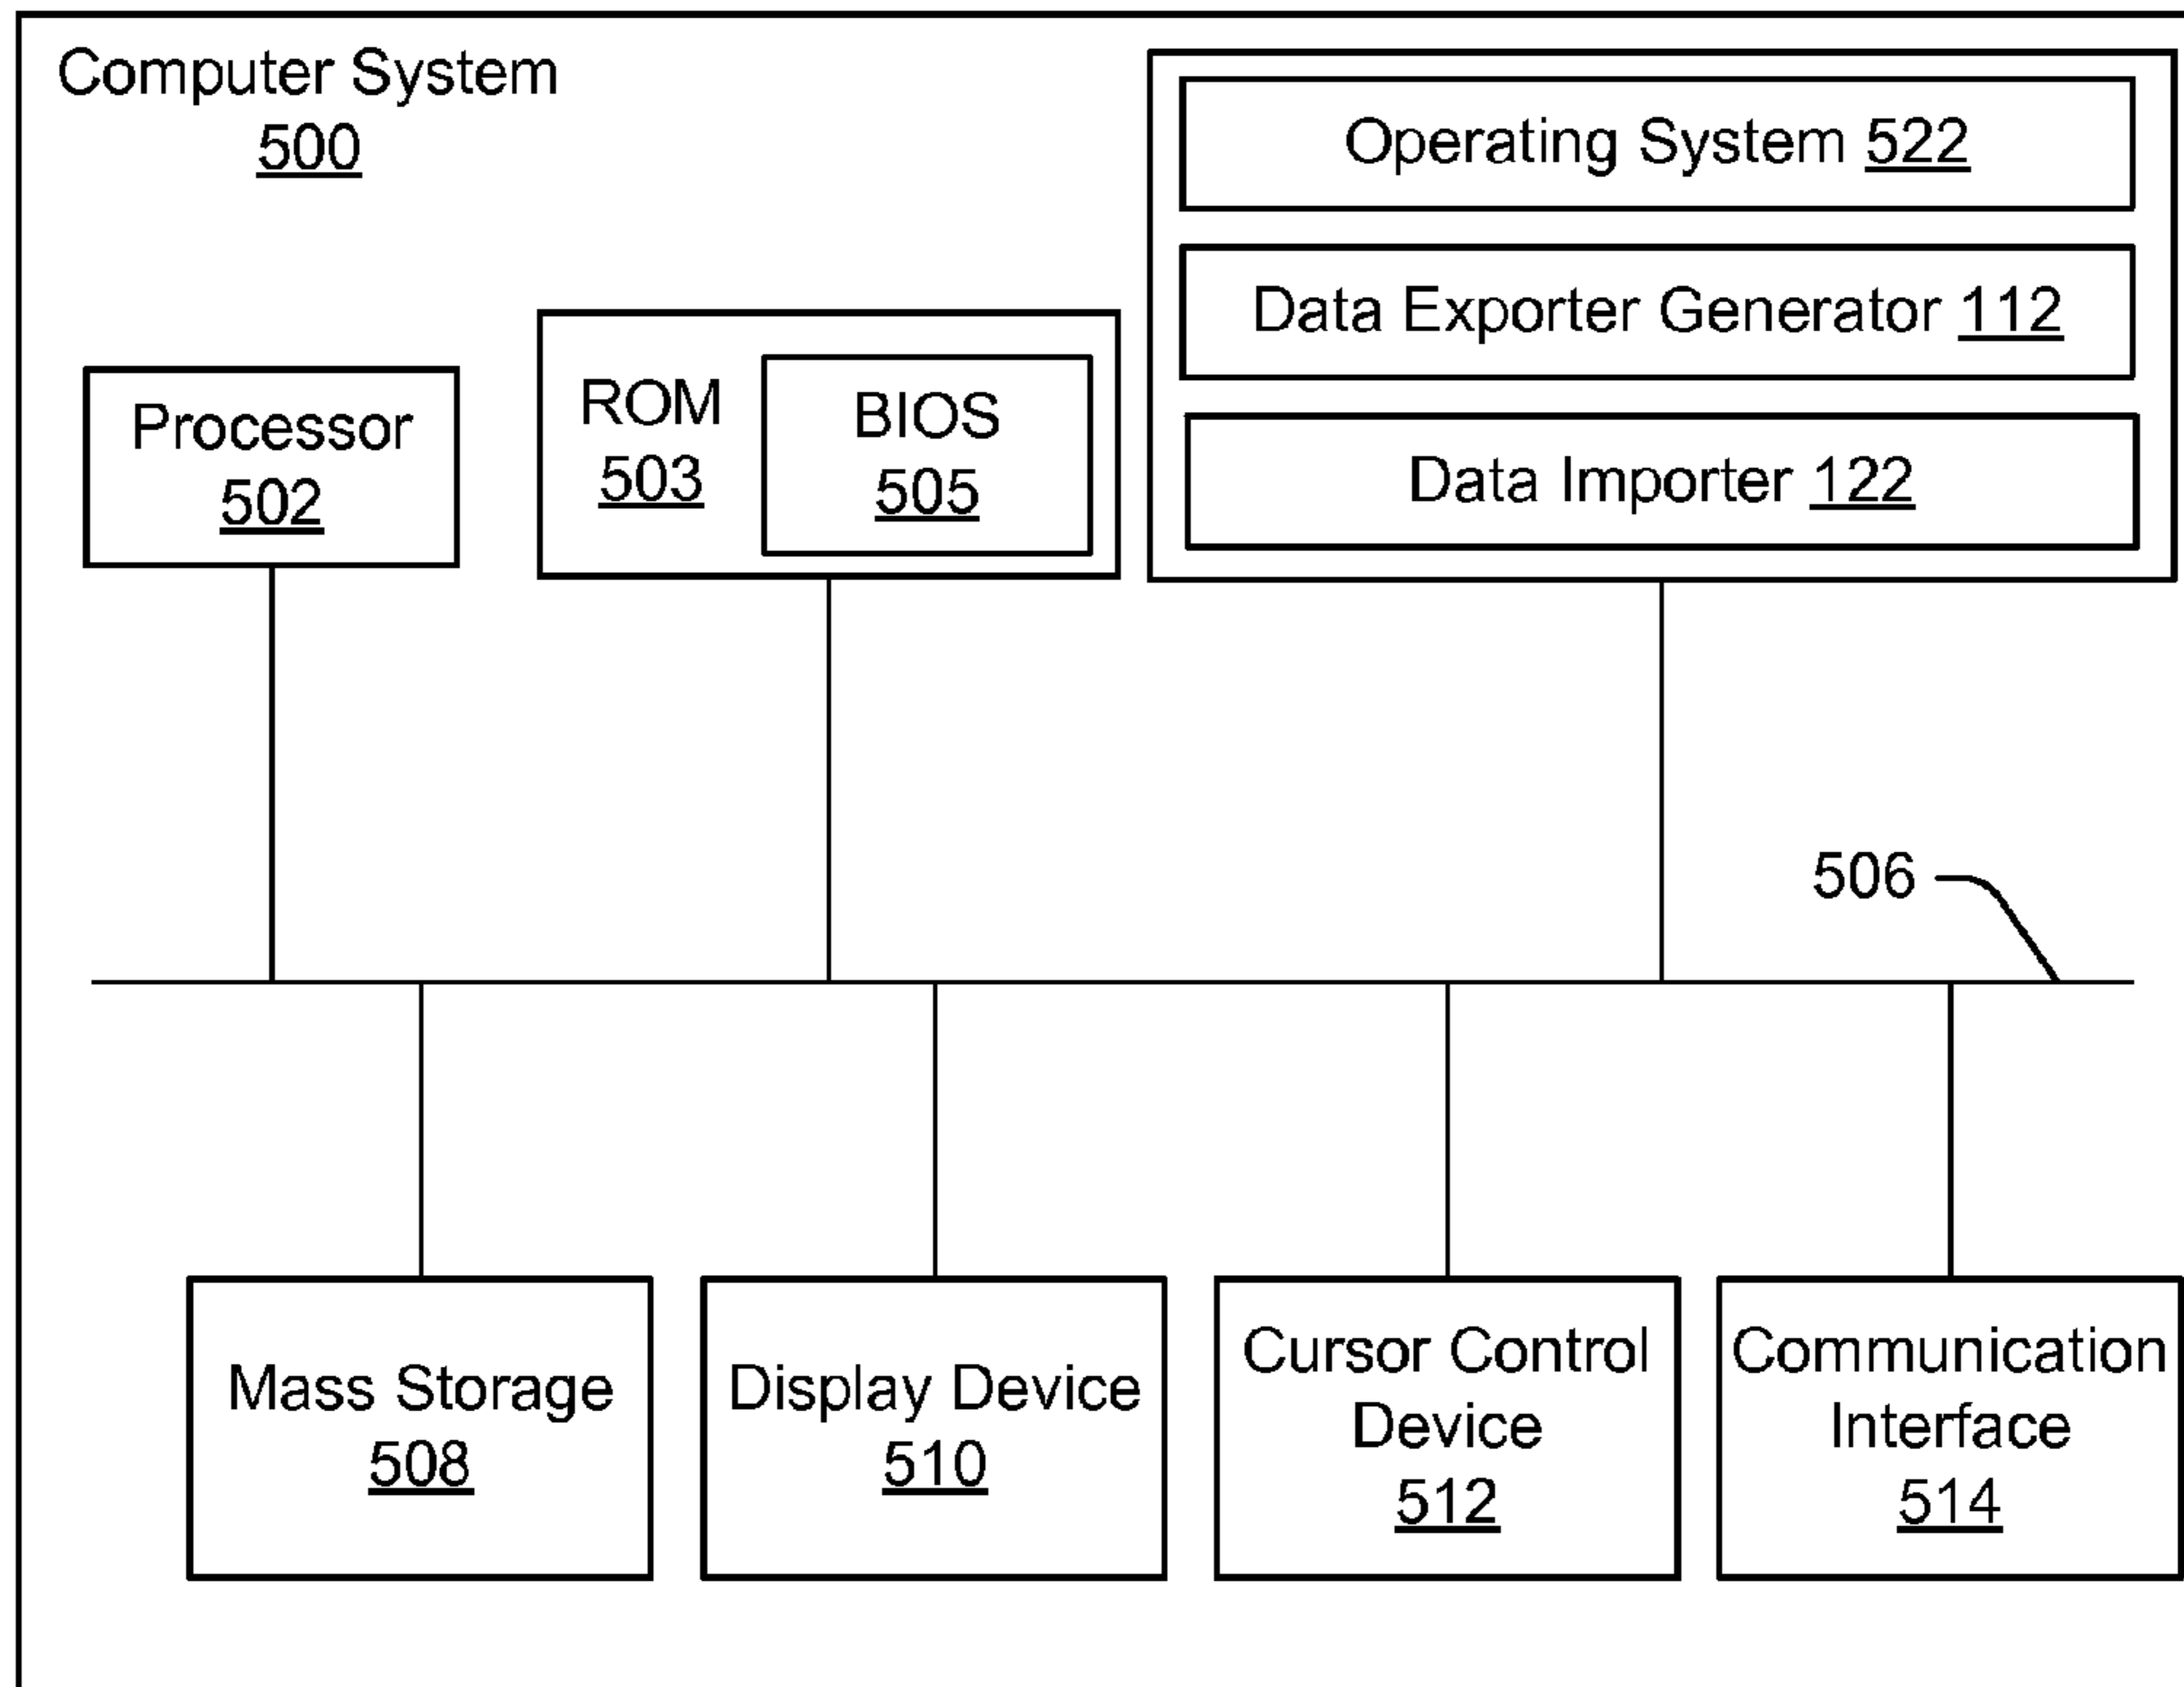 Computer System
500
Operating System 522
Data Exporter Generator 112
Data Importer 122
Processor
502
ROM
503
BIOS
505
506
Mass Storage
508
Display Device
510
Cursor Control
Device
512
Communication
Interface
514